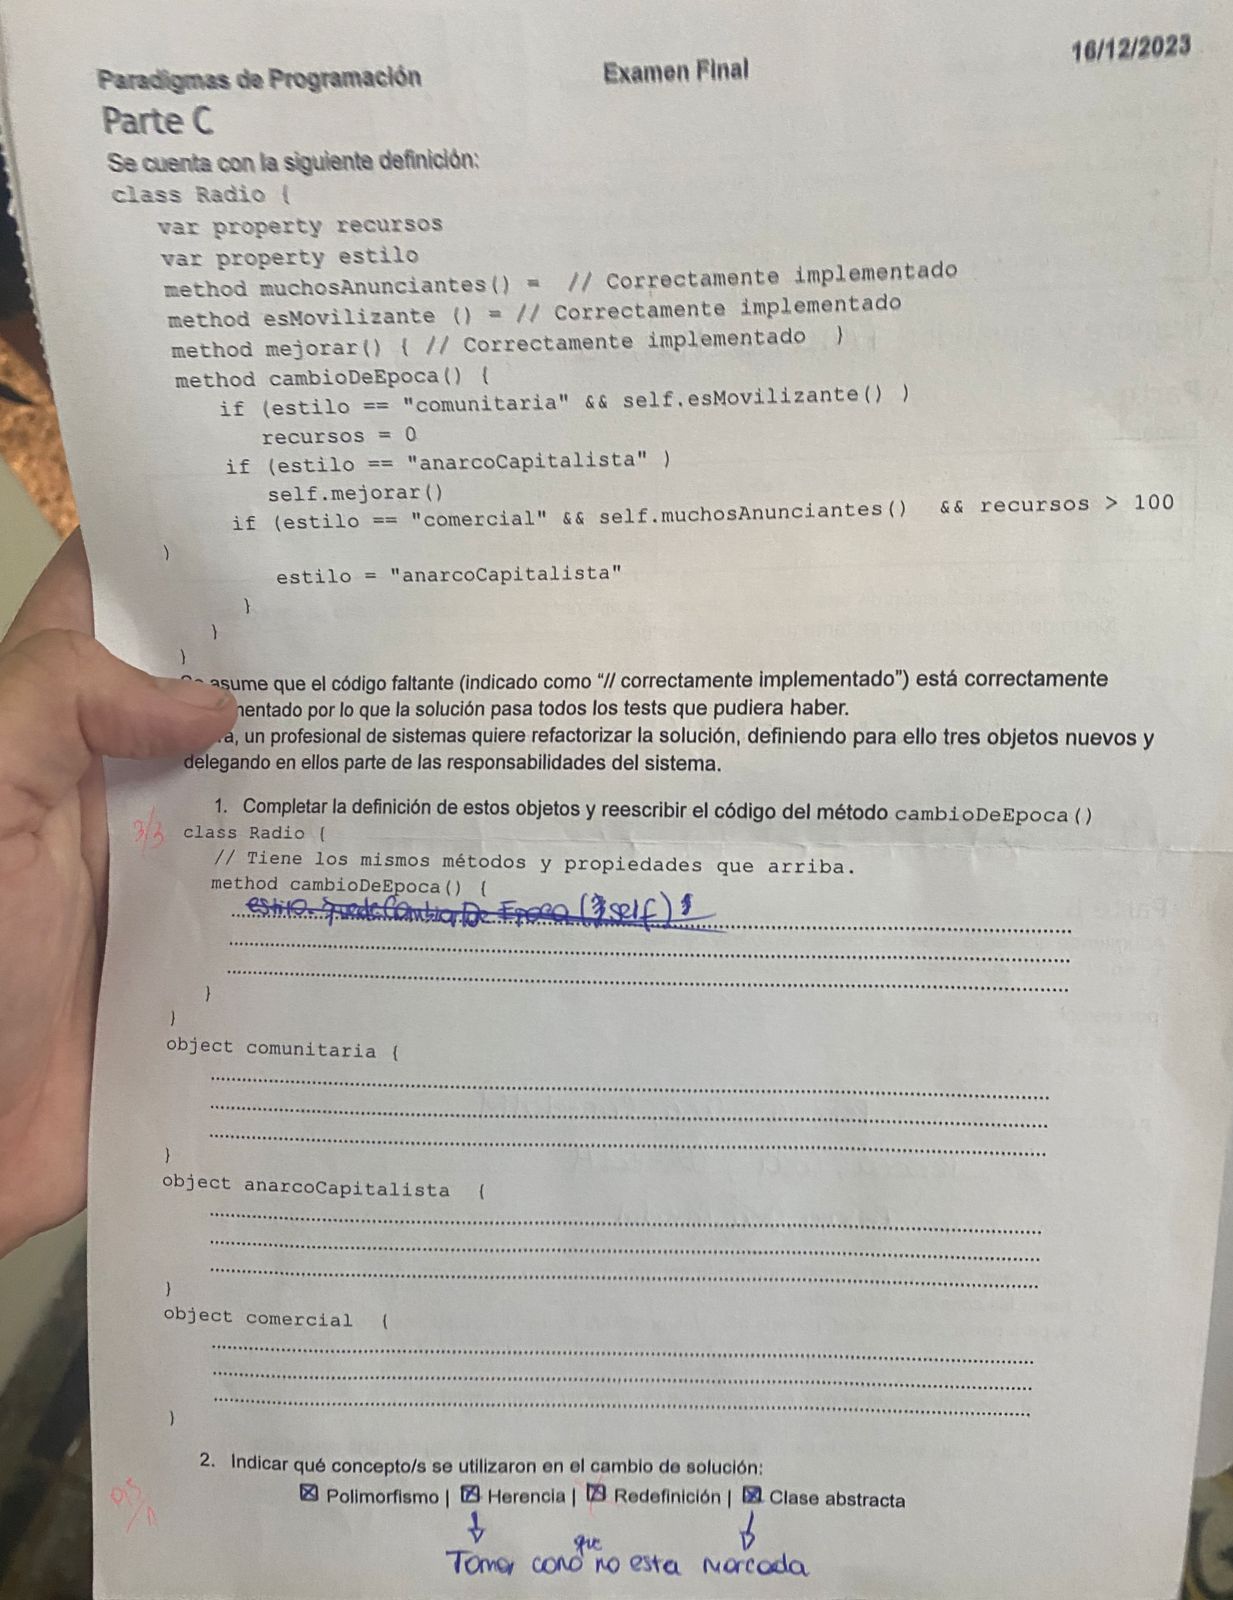 16/12/2023
Paradigmas de Programación
Examen Final
Parte C
Se cuenta con la siguiente definición:
class Radio {
var property recursos
var property estilo
method muchosAnunciantes() = // Correctamente implementado
method esMovilizante () = // Correctamente implementado
method mejorar() { // Correctamente implementado }
method cambioDeEpoca() {
if (estilo == "comunitaria" && self.esMovilizante() )
recursos = 0
if (estilo == "anarcoCapitalista" )
self.mejorar()
if (estilo == "comercial" && self.muchosAnunciantes() && recursos > 100
)
estilo = "anarcoCapitalista"
}
}
}
asume que el código faltante (indicado como “// correctamente implementado”) está correctamente
mentado por lo que la solución pasa todos los tests que pudiera haber.
ra, un profesional de sistemas quiere refactorizar la solución, definiendo para ello tres objetos nuevos y
delegando en ellos parte de las responsabilidades del sistema.
1. Completar la definición de estos objetos y reescribir el código del método cambioDeEpoca()
3/3
class Radio {
// Tiene los mismos métodos y propiedades que arriba.
method cambioDeEpoca() {
estilo. CambiarDe Epoca (self)
}
}
object comunitaria {
}
object anarcoCapitalista {
}
object comercial {
}
2. Indicar qué concepto/s se utilizaron en el cambio de solución:
☒ Polimorfismo | ☒ Herencia | ☒ Redefinición | ☒ Clase abstracta
Tomar como que no esta Marcada